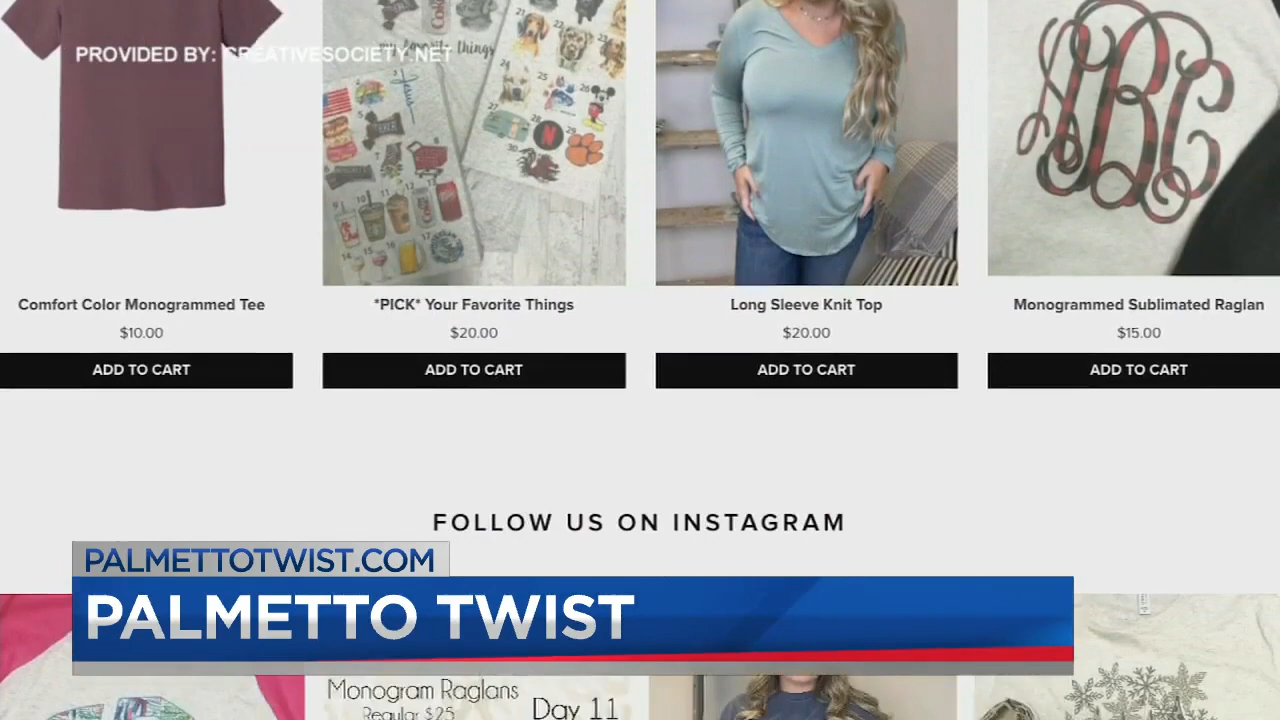 PROVIDED BY: CREATIVESOCIETY.NET
Comfort Color Monogrammed Tee
$10.00
ADD TO CART
*PICK* Your Favorite Things
$20.00
ADD TO CART
Long Sleeve Knit Top
$20.00
ADD TO CART
Monogrammed Sublimated Raglan
$15.00
ADD TO CART
FOLLOW US ON INSTAGRAM
PALMETTOTWIST.COM
PALMETTO TWIST
Monogram Raglans
Regular $25
Day 11